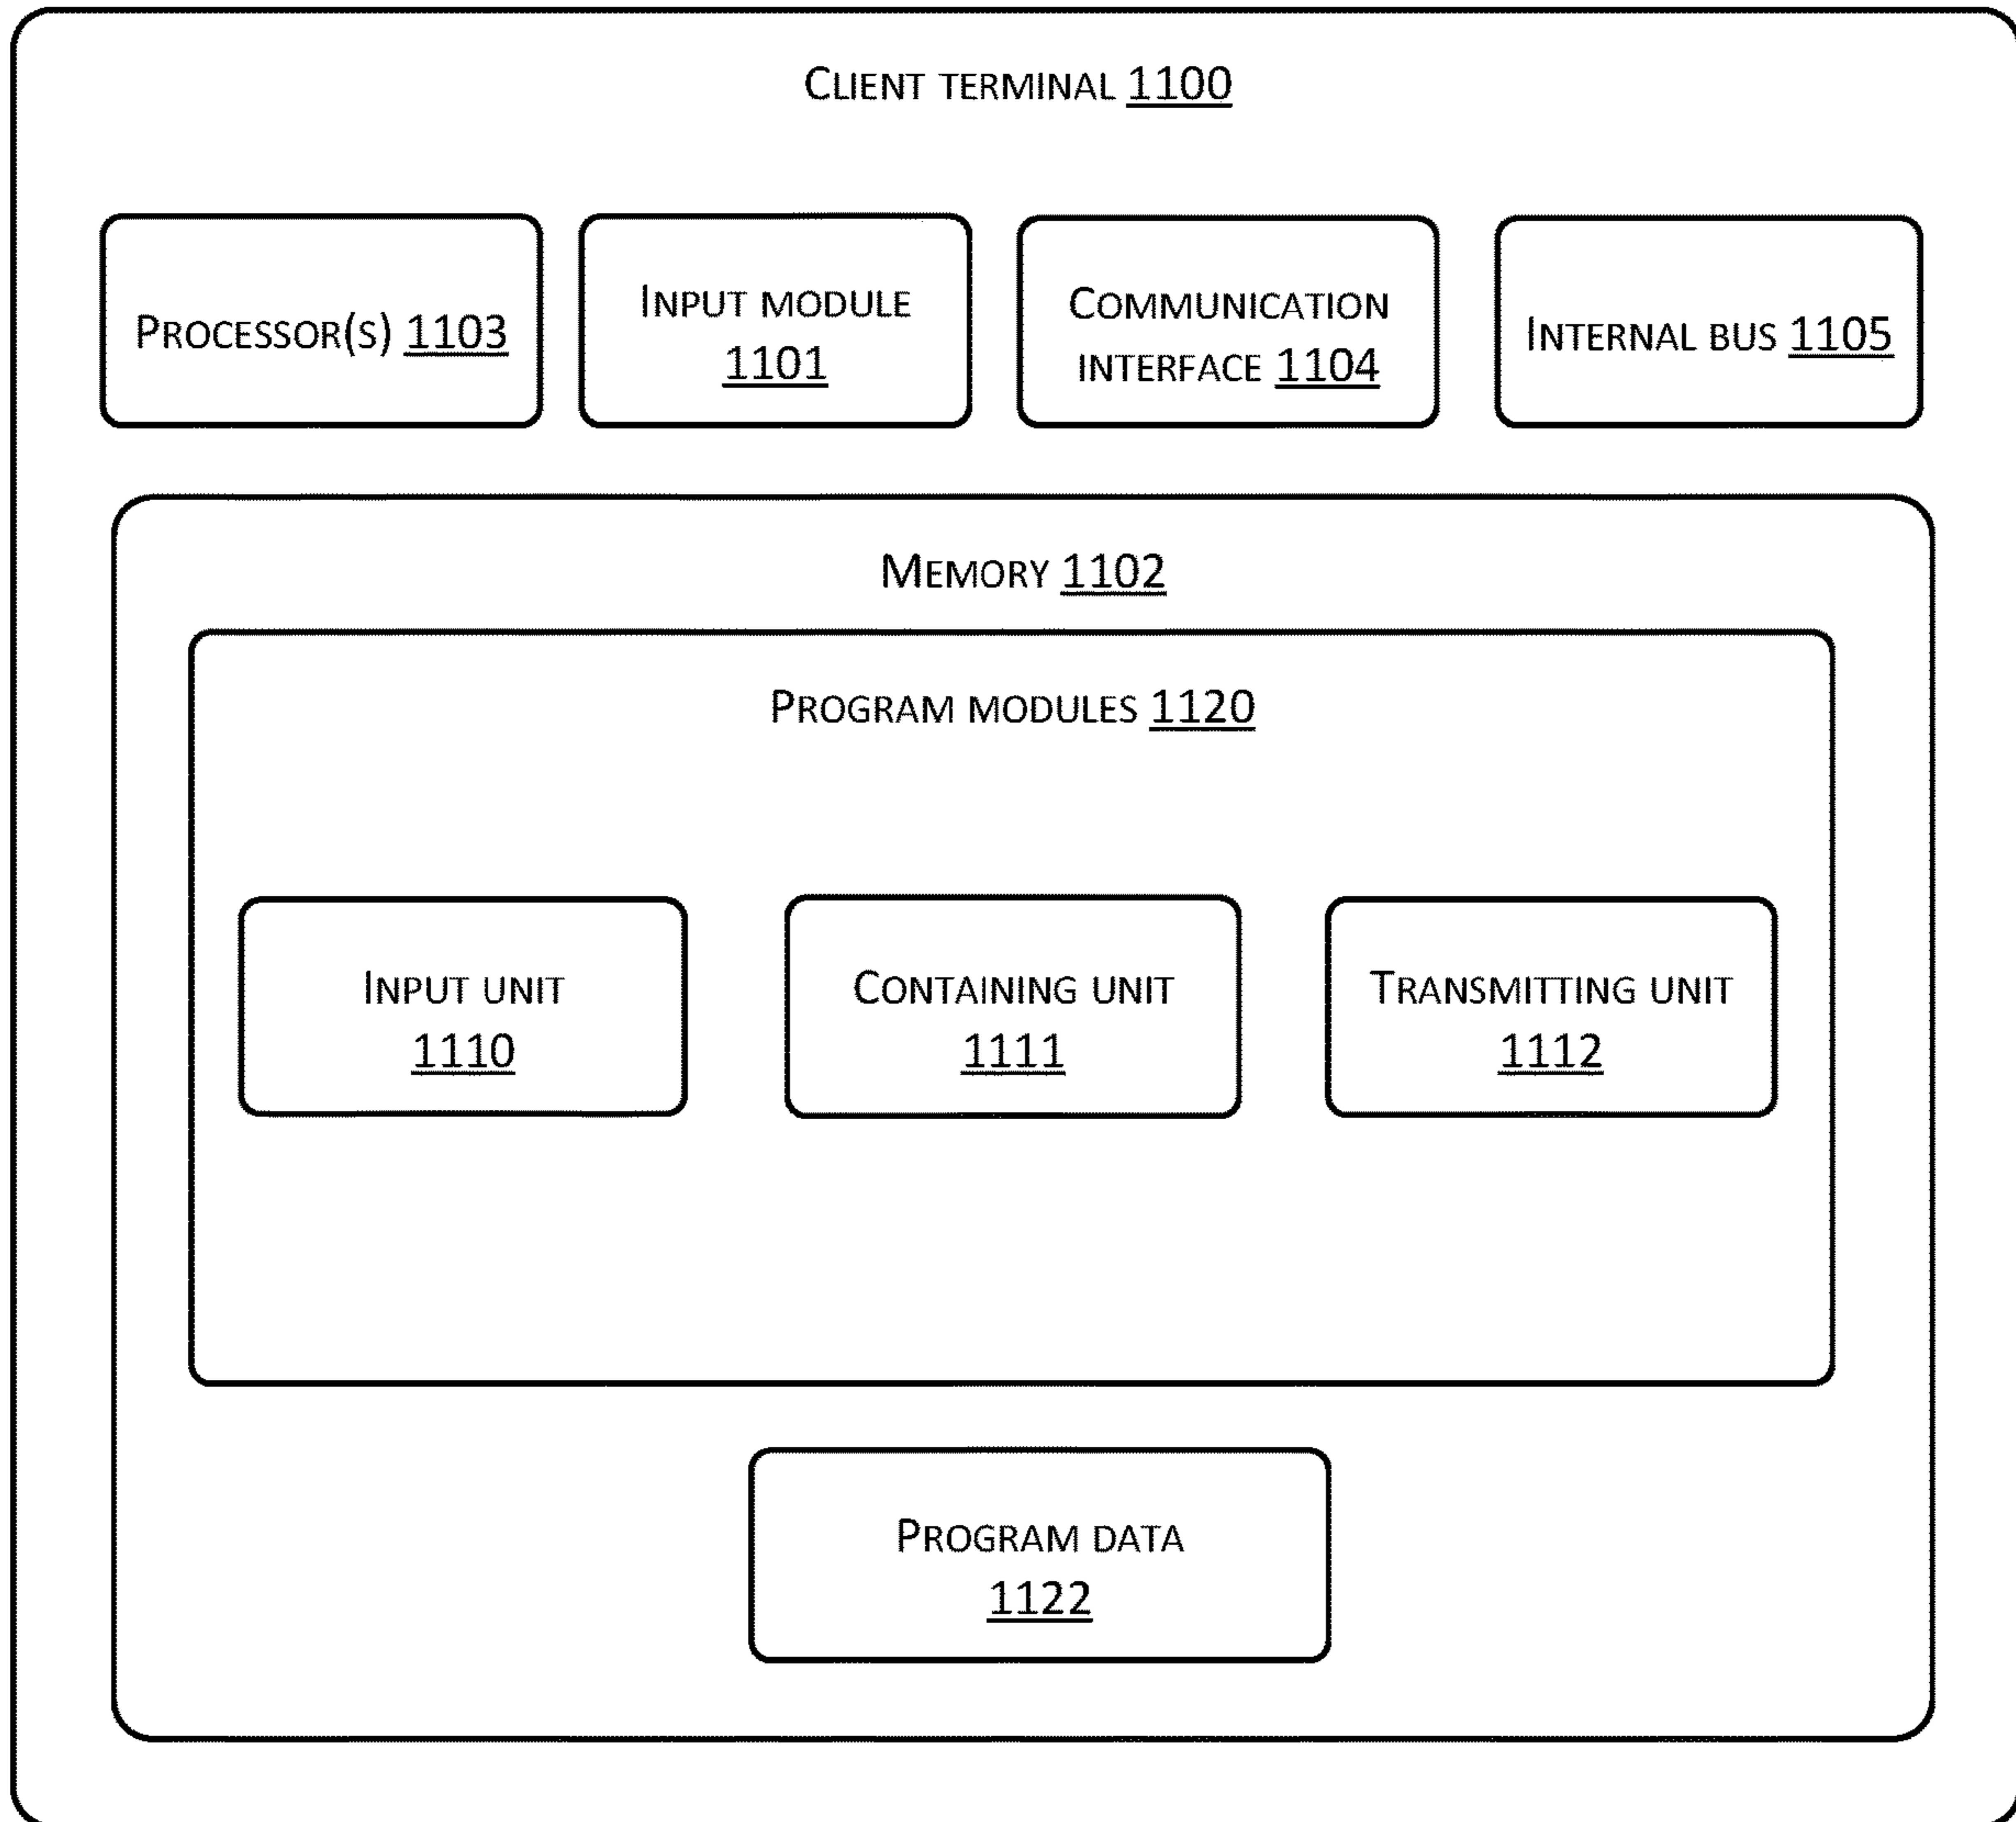 CLIENT TERMINAL 1100
PROCESSOR(S) 1103
INPUT MODULE
1101
COMMUNICATION
INTERFACE 1104
INTERNAL BUS 1105
MEMORY 1102
PROGRAM MODULES 1120
INPUT UNIT
1110
CONTAINING UNIT
1111
TRANSMITTING UNIT
1112
PROGRAM DATA
1122